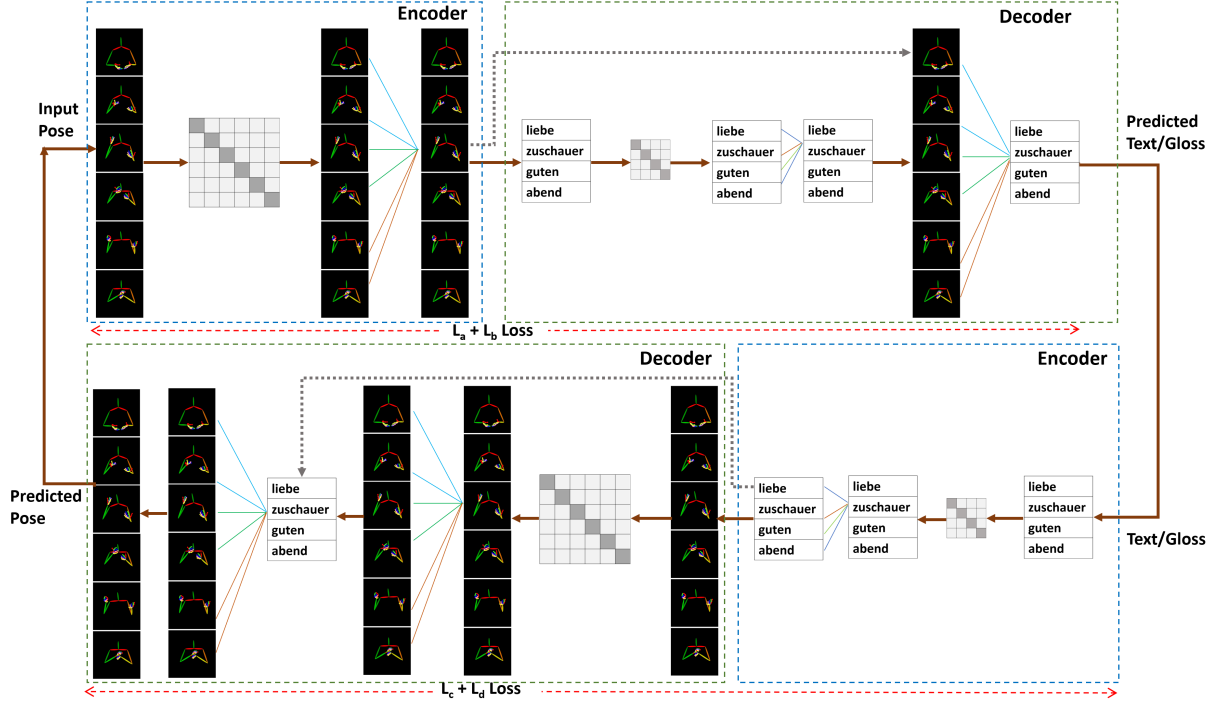 Encoder
Decoder
Input
Pose
liebe
zuschauer
guten
abend
liebe
zuschauer
guten
abend
liebe
zuschauer
guten
abend
liebe
zuschauer
guten
abend
Predicted
Text/Gloss
La + Lb Loss
Decoder
Encoder
Predicted
Pose
liebe
zuschauer
guten
abend
liebe
zuschauer
guten
abend
liebe
zuschauer
guten
abend
liebe
zuschauer
guten
abend
Text/Gloss
Lc + Ld Loss